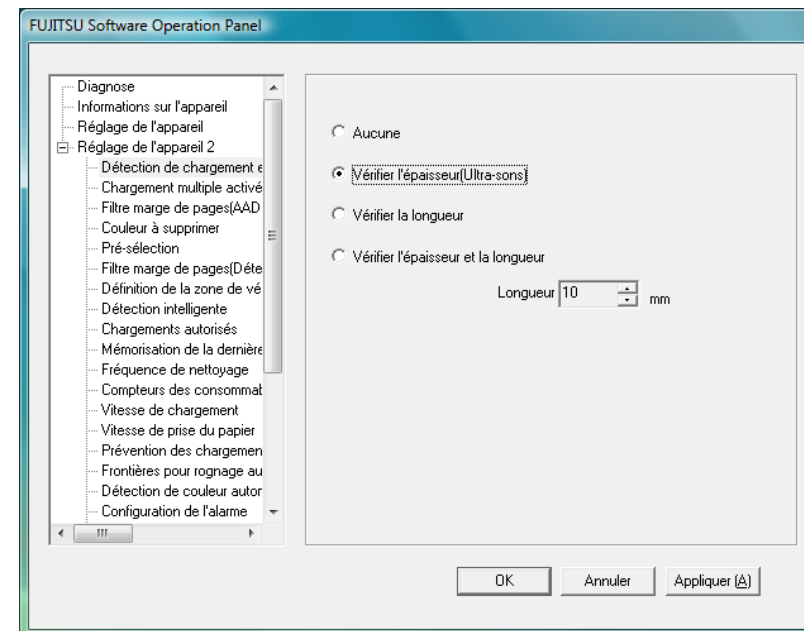 FUJITSU Software Operation Panel
Diagnose
Informations sur l'appareil
Réglage de l'appareil
Réglage de l'appareil 2
Détection de chargement e
Chargement multiple activé
Filtre marge de pages(AAD
Couleur à supprimer
Pré-sélection
Filtre marge de pages(Déte
Définition de la zone de vé
Détection intelligente
Chargements autorisés
Mémorisation de la dernière
Fréquence de nettoyage
Compteurs des consommat
Vitesse de chargement
Vitesse de prise du papier
Prévention des chargemen
Frontières pour rognage au
Détection de couleur autor
Configuration de l'alarme
Aucune
Vérifier l'épaisseur(Ultra-sons)
Vérifier la longueur
Vérifier l'épaisseur et la longueur
Longueur 10 mm
OK Annuler Appliquer (A)